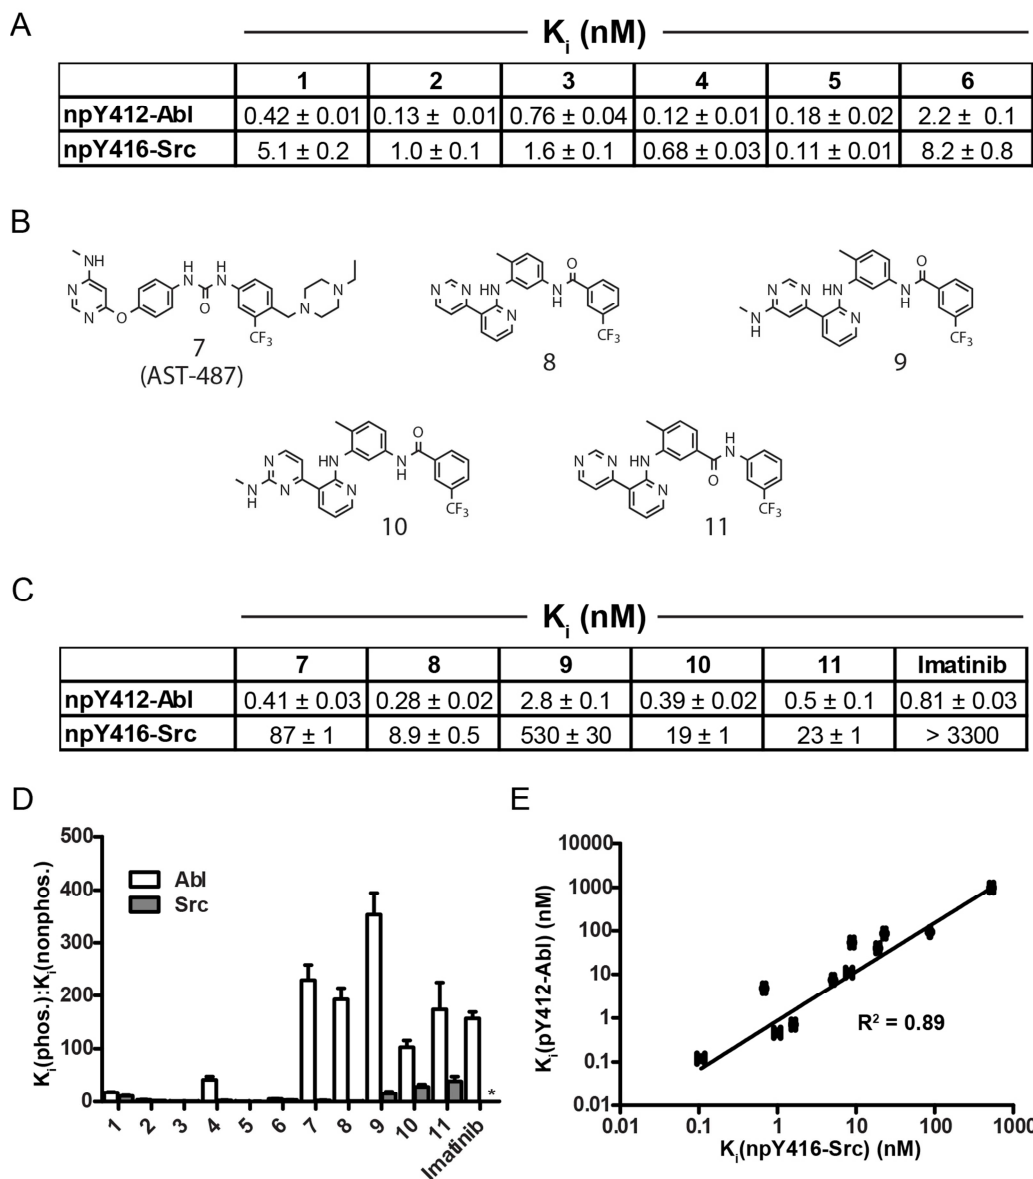 A
Ki (nM)
1 2 3 4 5 6
npY412-Abl 0.42 ± 0.01 0.13 ± 0.01 0.76 ± 0.04 0.12 ± 0.01 0.18 ± 0.02 2.2 ± 0.1
npY416-Src 5.1 ± 0.2 1.0 ± 0.1 1.6 ± 0.1 0.68 ± 0.03 0.11 ± 0.01 8.2 ± 0.8
B
NH N N O H N H N O CF3 N N
7
(AST-487)
N N HN N N H O CF3
8
N H N N HN N N H O CF3
9
N H N N HN N N H O CF3
10
N N HN N O H N CF3
11
C
Ki (nM)
7 8 9 10 11 Imatinib
npY412-Abl 0.41 ± 0.03 0.28 ± 0.02 2.8 ± 0.1 0.39 ± 0.02 0.5 ± 0.1 0.81 ± 0.03
npY416-Src 87 ± 1 8.9 ± 0.5 530 ± 30 19 ± 1 23 ± 1 > 3300
D
Ki(phos.):Ki(nonphos.)
500
400
300
200
100
0
Abl
Src
*
1 2 3 4 5 6 7 8 9 10 11 Imatinib
E
Ki(pY412-Abl) (nM)
10000
1000
100
10
1
0.1
0.01
R2 = 0.89
0.01 0.1 1 10 100 1000
Ki(npY416-Src) (nM)